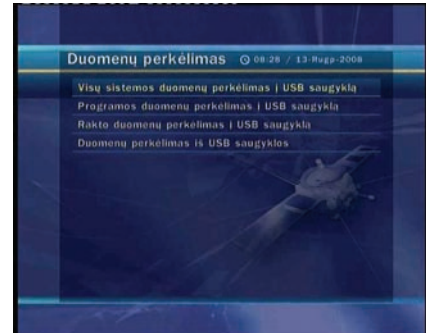 Duomenų perkėlimas 08:28 / 13-Rugp-2008
Visų sistemos duomenų perkėlimas į USB saugyklą
Programos duomenų perkėlimas į USB saugyklą
Rakto duomenų perkėlimas į USB saugyklą
Duomenų perkėlimas iš USB saugyklos